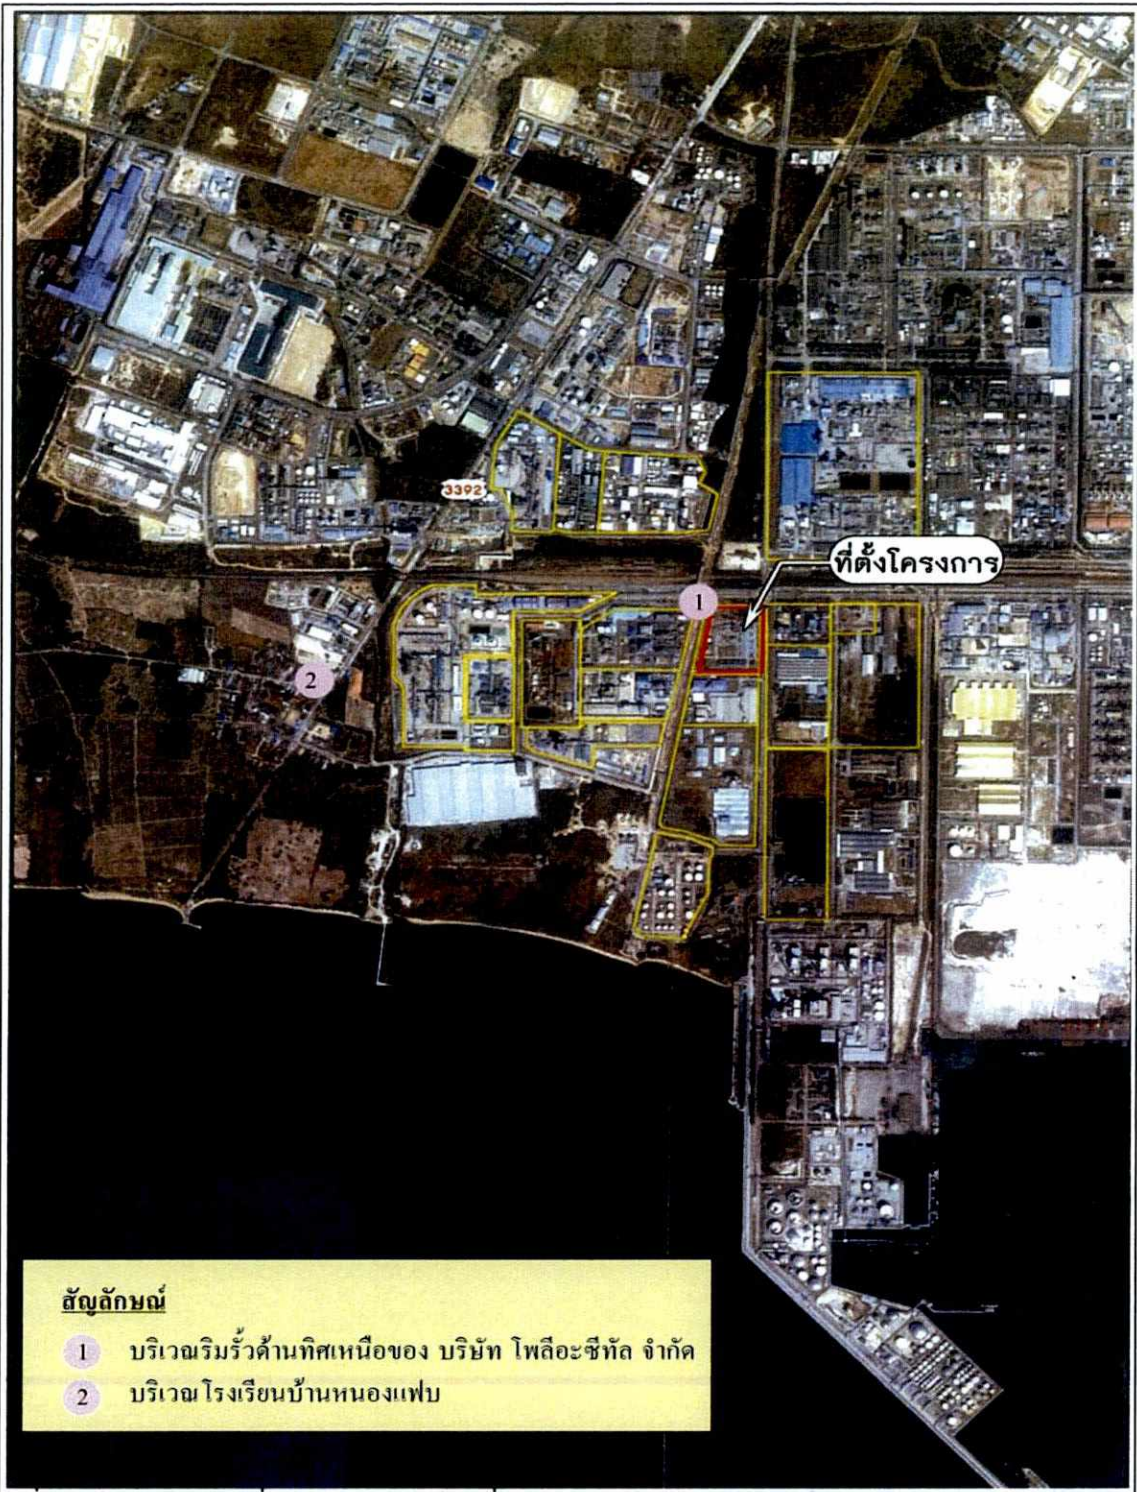 3392
ที่ตั้งโครงการ
1
2
สัญลักษณ์
1 บริเวณริมรั้วด้านทิศเหนือของ บริษัท โพลีอะซีทัล จำกัด
2 บริเวณโรงเรียนบ้านหนองแฟบ